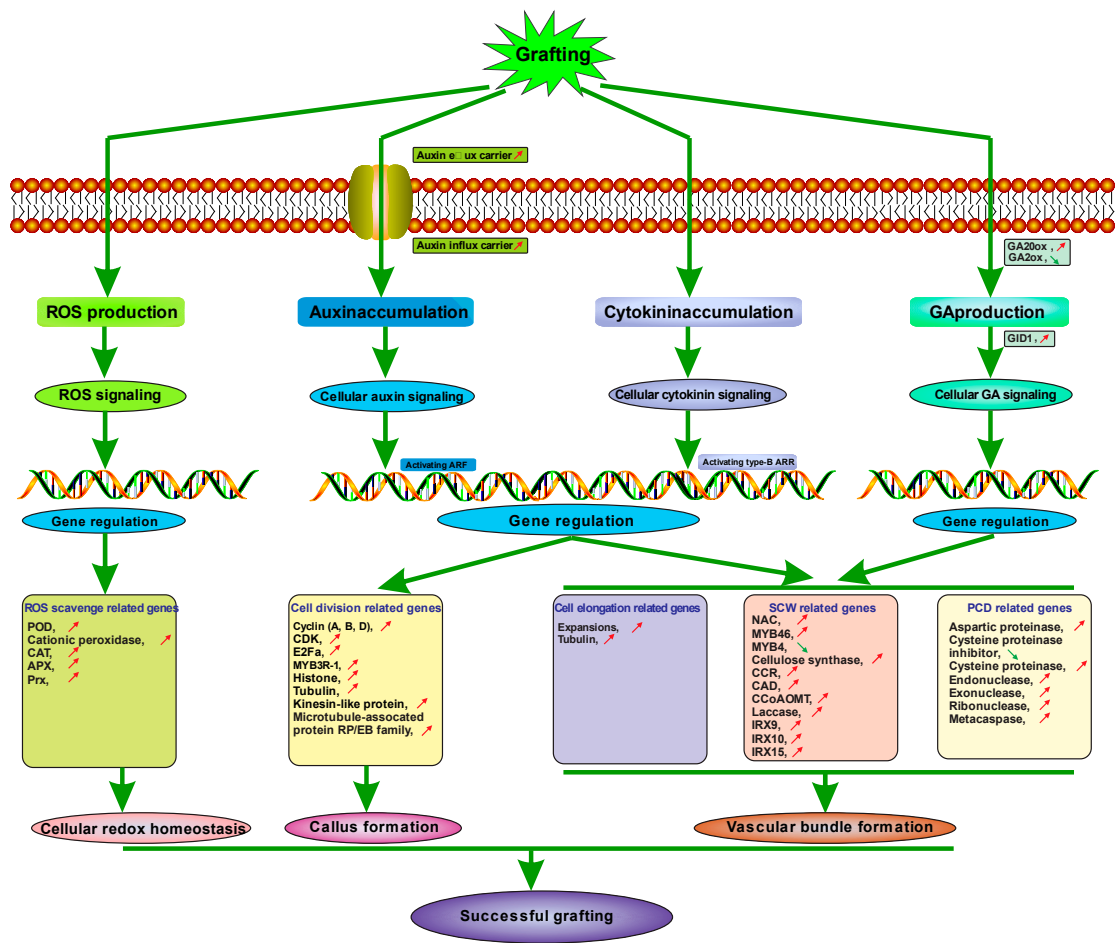 Grafting
Auxin e□ux carrier
Auxin influx carrier
GA20ox ,
GA2ox,
ROS production
Auxinaccumulation
Cytokininaccumulation
GAproduction
GID1 ,
ROS signaling
Cellular auxin signaling
Cellular cytokinin signaling
Cellular GA signaling
Activating ARF
Activating type-B ARR
Gene regulation
Gene regulation
Gene regulation
ROS scavenge related genes
POD,
Cationic peroxidase,
CAT,
APX,
Prx,
Cell division related genes
Cyclin (A, B, D),
CDK,
E2Fa,
MYB3R-1,
Histone,
Tubulin,
Kinesin-like protein,
Microtubule-assocated
protein RP/EB family,
Cell elongation related genes
Expansions,
Tubulin,
SCW related genes
NAC,
MYB46,
MYB4,
Cellulose synthase,
CCR,
CAD,
CCoAOMT,
Laccase,
IRX9,
IRX10,
IRX15,
PCD related genes
Aspartic proteinase,
Cysteine proteinase
inhibitor,
Cysteine proteinase,
Endonuclease,
Exonuclease,
Ribonuclease,
Metacaspase,
Cellular redox homeostasis
Callus formation
Vascular bundle formation
Successful grafting